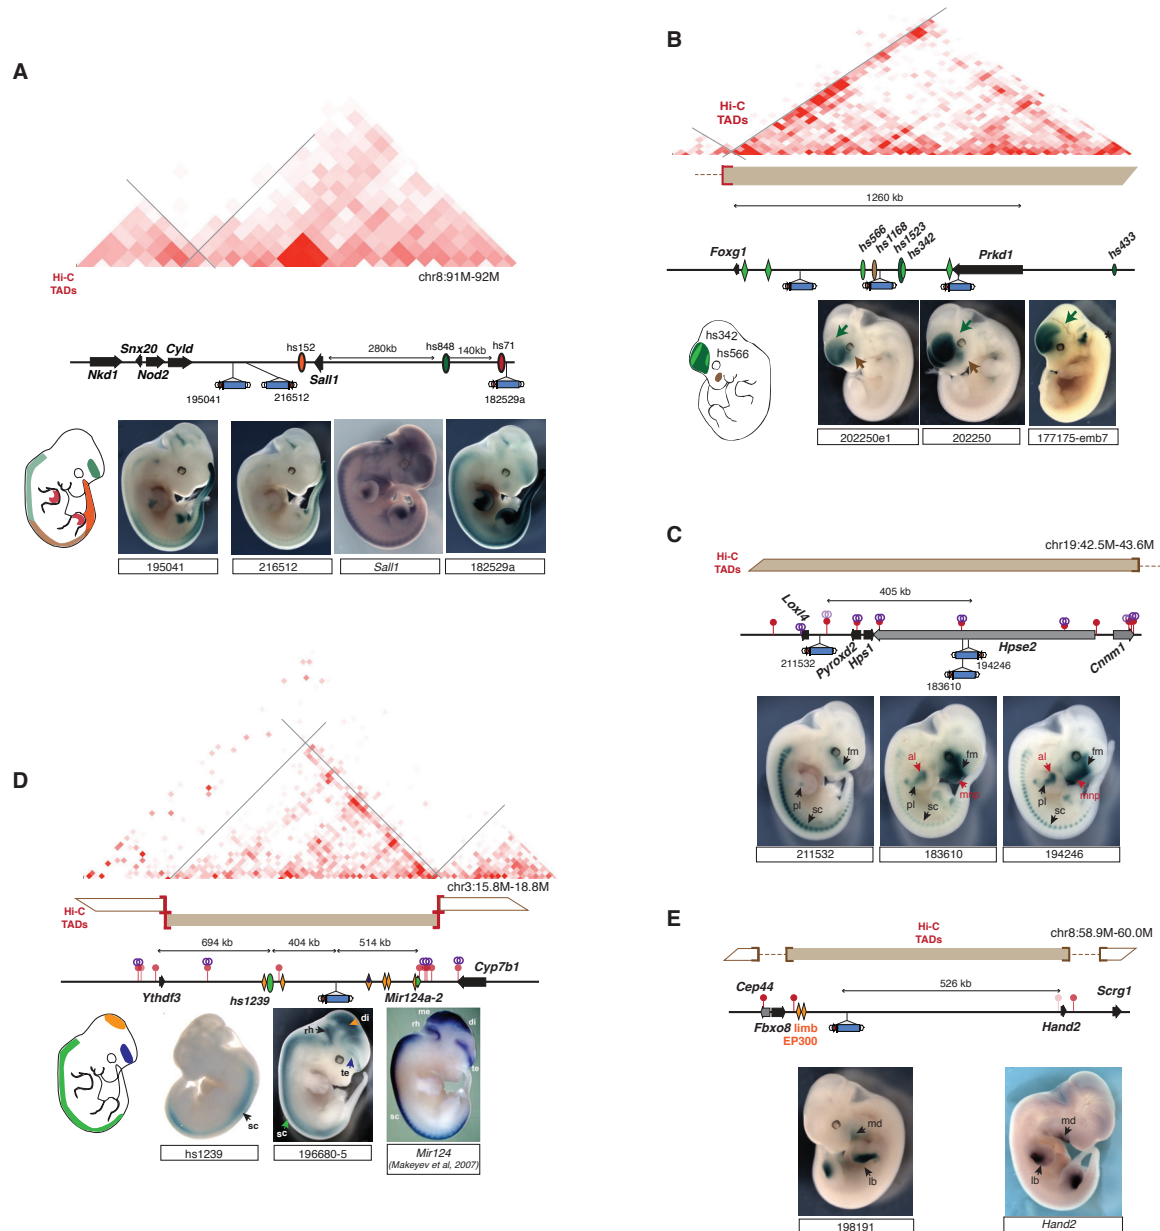 A
Hi-C
TADs
chr8:91M-92M
Snx20 Cyld
Nkd1 Nod2
hs152
Sall1
280kb
hs848
140kb
hs71
195041
216512
182529a
195041
216512
Sall1
182529a
B
Hi-C
TADs
1260 kb
Foxg1
hs566
hs1168
hs1523
hs342
Prkd1
hs433
hs342
hs566
*
202250e1
202250
177175-emb7
C
chr19:42.5M-43.6M
Hi-C
TADs
405 kb
Loxl4
211532
Pyroxd2
Hps1
Hpse2
Cnnm1
194246
183610
fm
pl
sc
al
fm
mnp
pl
sc
al
fm
mnp
pl
sc
211532
183610
194246
D
chr3:15.8M-18.8M
Hi-C
TADs
694 kb
404 kb
514 kb
Ythdf3
hs1239
Mir124a-2
Cyp7b1
sc
rh
di
te
sc
me
rh
di
te
sc
hs1239
196680-5
Mir124
(Makeyev et al, 2007)
E
Hi-C
TADs
chr8:58.9M-60.0M
526 kb
Cep44
Fbxo8
limb
EP300
Hand2
Scrg1
md
lb
md
lb
198191
Hand2